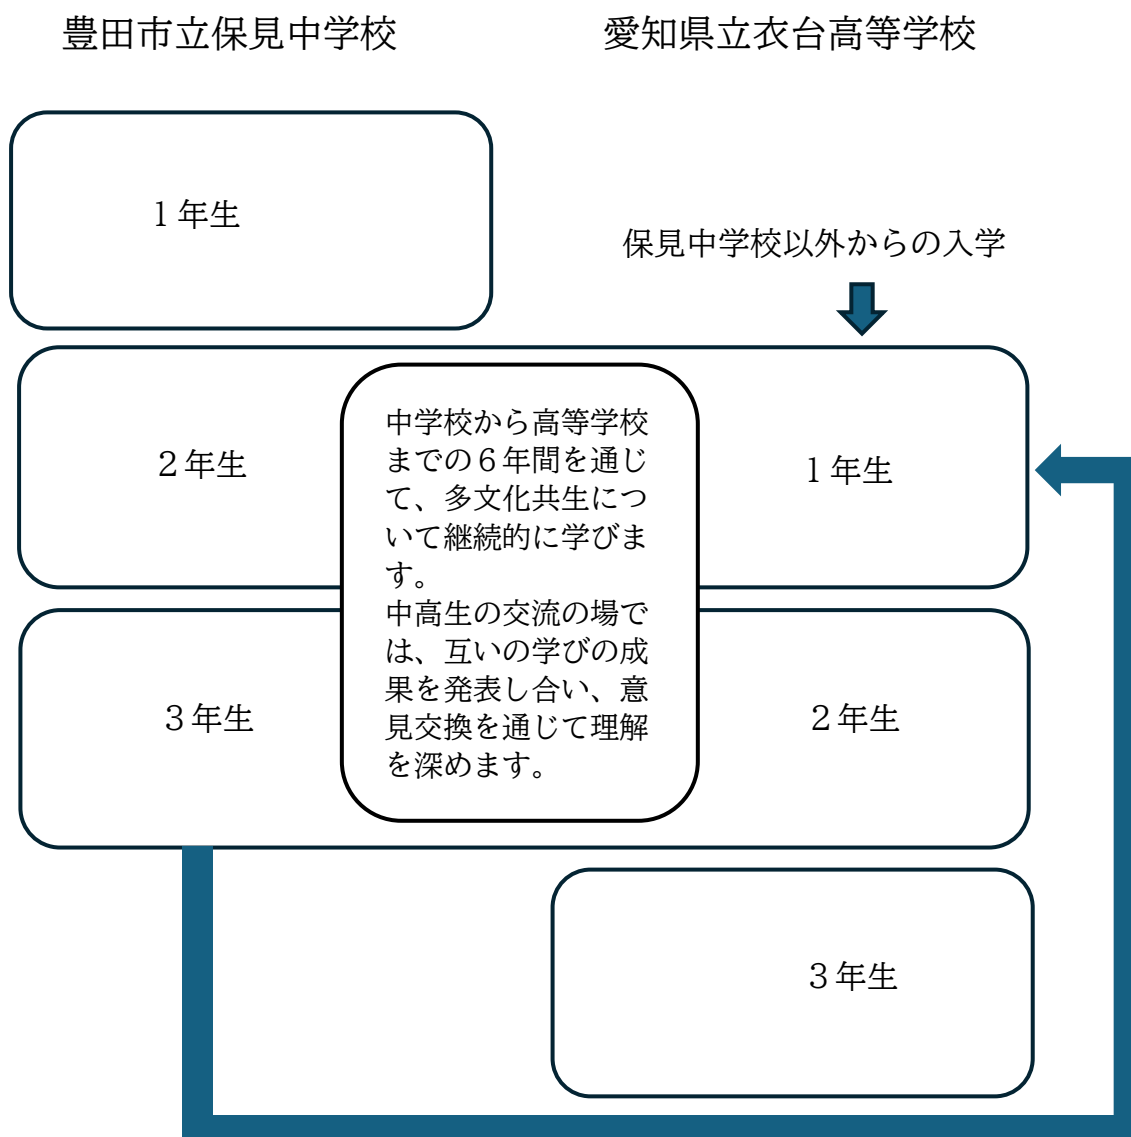 豊田市立保見中学校
愛知県立衣台高等学校
１年生
保見中学校以外からの入学
２年生
中学校から高等学校
までの６年間を通じ
て、多文化共生につ
いて継続的に学びま
す。
中高生の交流の場で
は、互いの学びの成
果を発表し合い、意
見交換を通じて理解
を深めます。
１年生
３年生
２年生
３年生